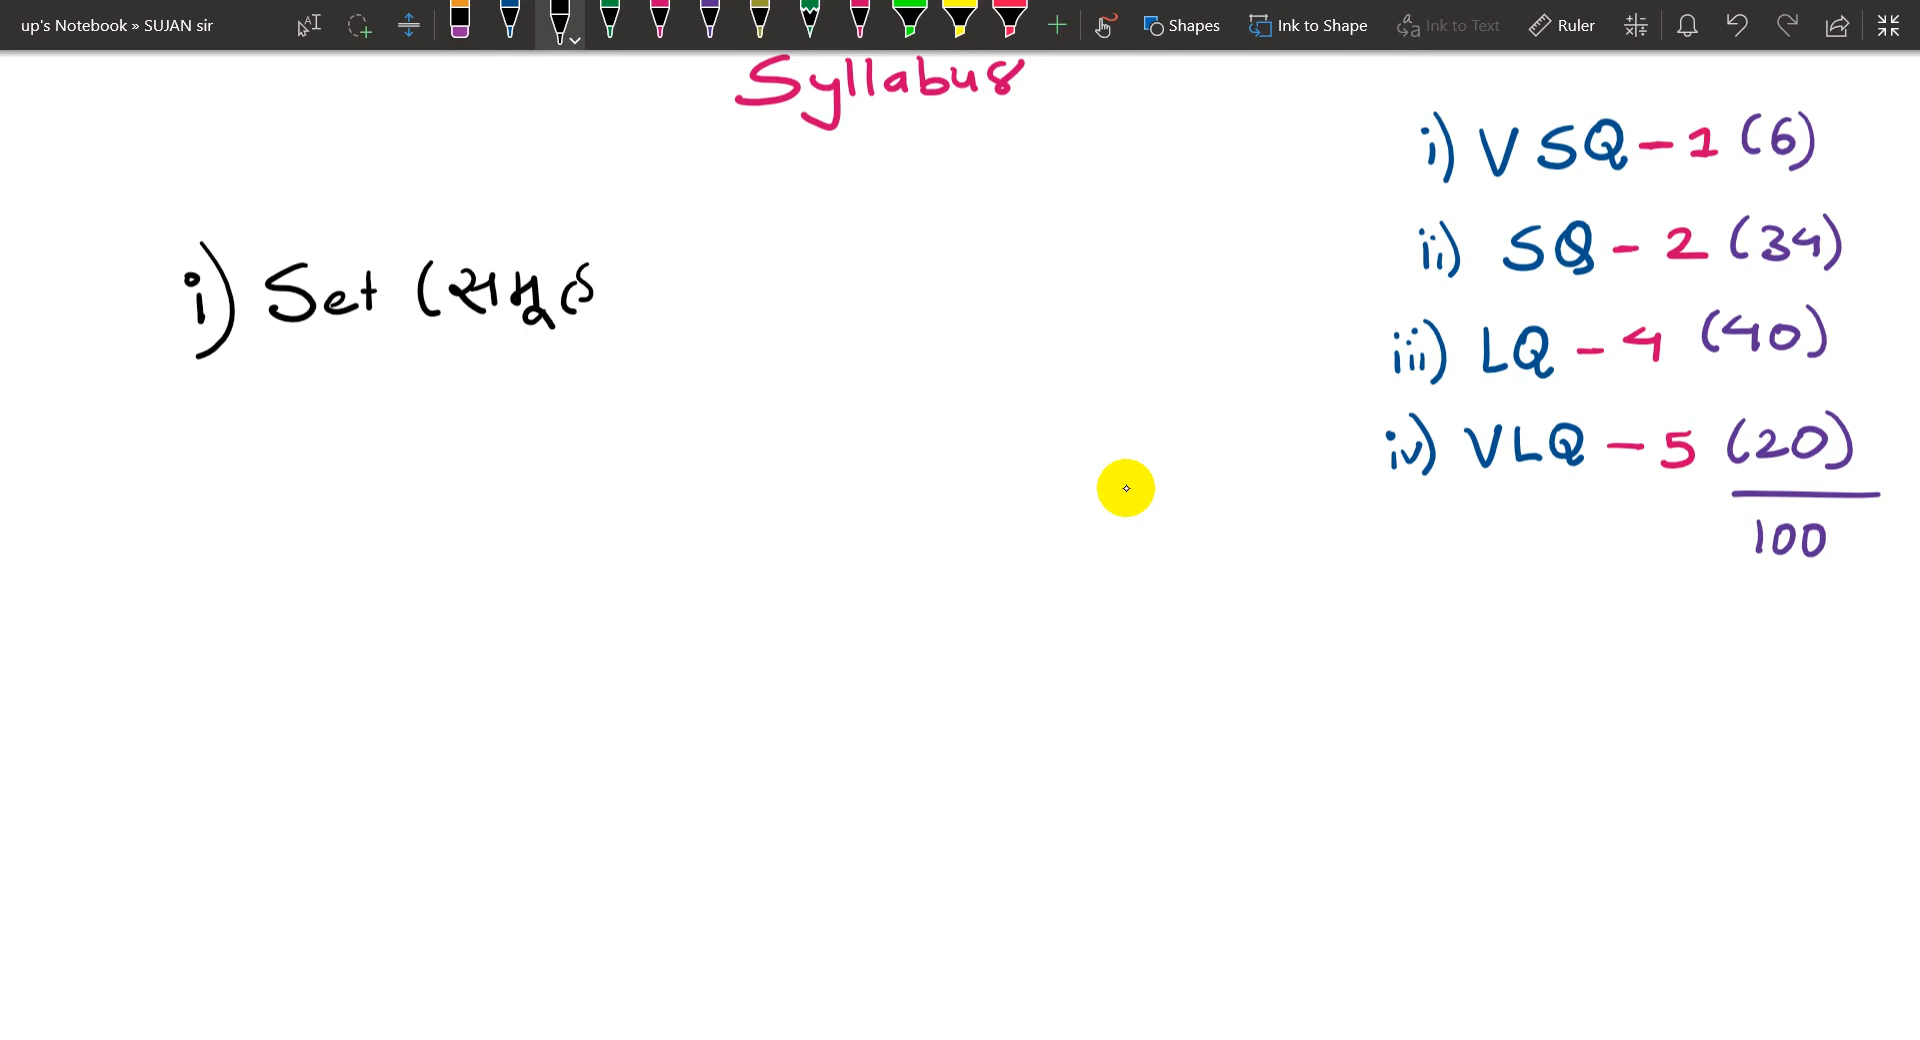 up's Notebook » SUJAN sir
Shapes
Ink to Shape
Ink to Text
Ruler
Syllabus
i) Set (समूह
i) VSQ - 1 (6)
ii) SQ - 2 (34)
iii) LQ - 4 (40)
iv) VLQ - 5 (20)
100